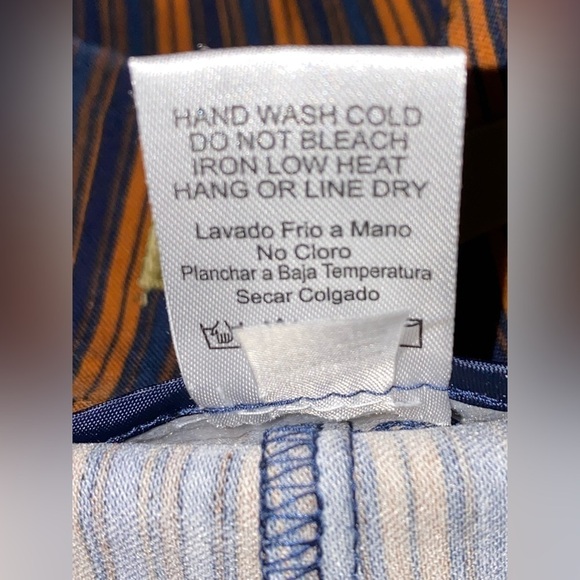 HAND WASH COLD
DO NOT BLEACH
IRON LOW HEAT
HANG OR LINE DRY
Lavado Frio a Mano
No Cloro
Planchar a Baja Temperatura
Secar Colgado